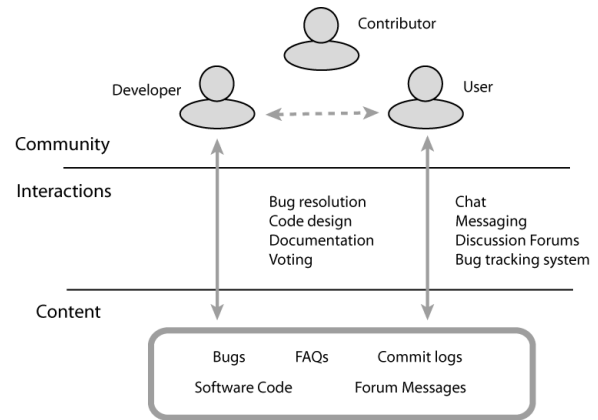 Contributor
Developer
User
Community
Interactions
Bug resolution
Code design
Documentation
Voting
Chat
Messaging
Discussion Forums
Bug tracking system
Content
Bugs FAQs Commit logs
Software Code Forum Messages